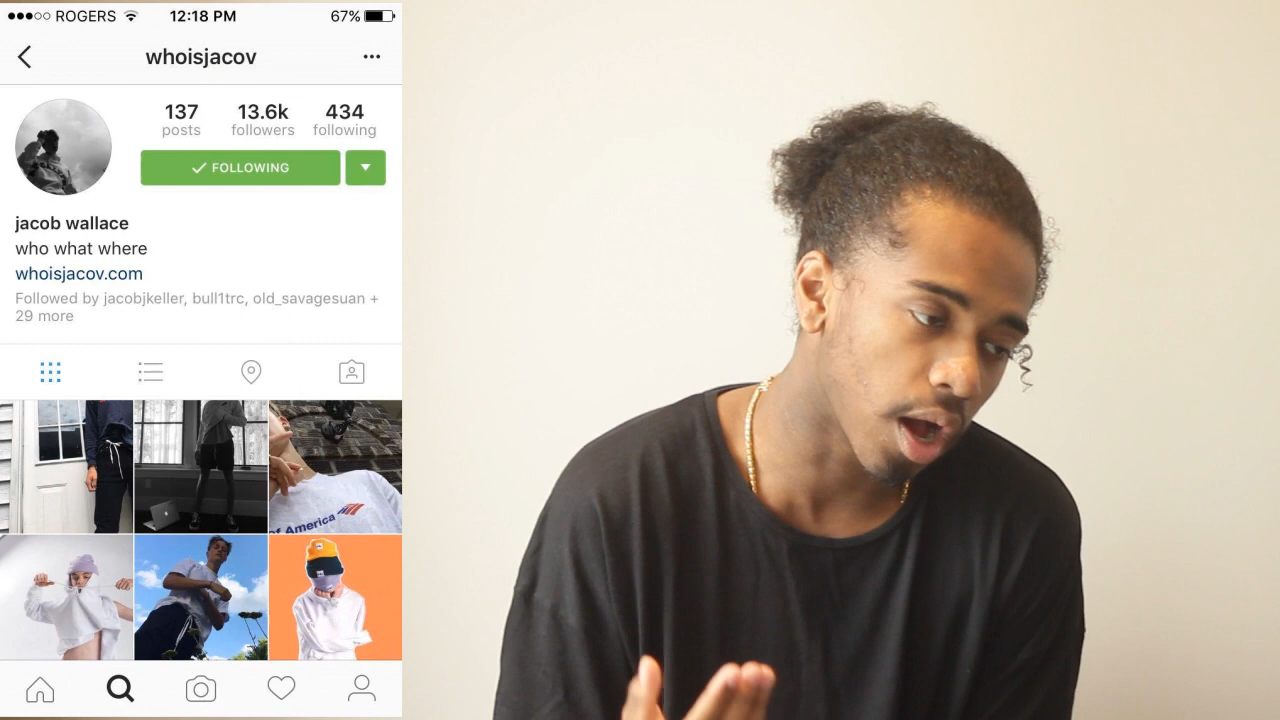 ROGERS 12:18 PM 67%
whoisjacov
137 13.6k 434
posts followers following
FOLLOWING
jacob wallace
who what where
whoisjacov.com
Followed by jacobjkeller, bull1trc, old_savagesuan +
29 more
of America